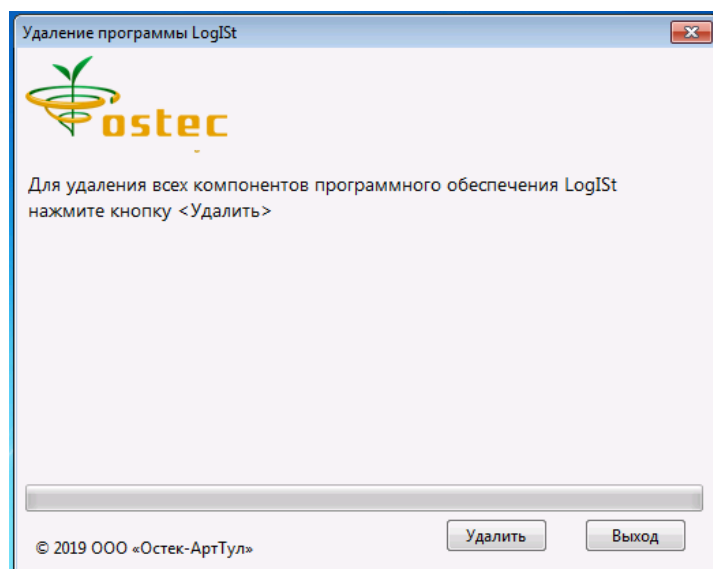 Удаление программы LogISt
ostec
Для удаления всех компонентов программного обеспечения LogISt
нажмите кнопку <Удалить>
Удалить
Выход
© 2019 ООО «Остек-АртТул»